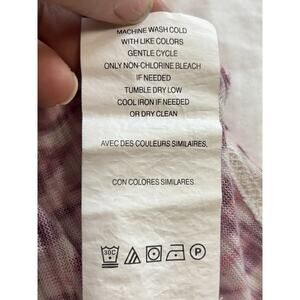 MACHINE WASH COLD
WITH LIKE COLORS
GENTLE CYCLE
ONLY NON-CHLORINE BLEACH
IF NEEDED
TUMBLE DRY LOW
COOL IRON IF NEEDED
OR DRY CLEAN
AVEC DES COULEURS SIMILAIRES.
CON COLORES SIMILARES
30C
P